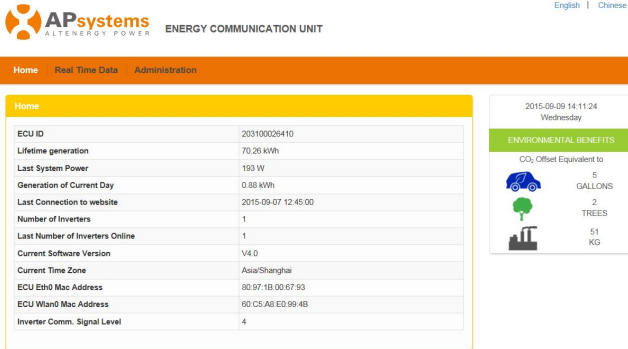 English | Chinese
APsystems
ALTENERGY POWER
ENERGY COMMUNICATION UNIT
Home Real Time Data Administration
Home
ECU ID 203100026410
Lifetime generation 70.26 kWh
Last System Power 193 W
Generation of Current Day 0.88 kWh
Last Connection to website 2015-09-07 12:45:00
Number of Inverters 1
Last Number of Inverters Online 1
Current Software Version V4.0
Current Time Zone Asia/Shanghai
ECU Eth0 Mac Address 80:97:1B:00:67:93
ECU Wlan0 Mac Address 60:C5:A8:E0:99:4B
Inverter Comm. Signal Level 4
2015-09-09 14:11:24
Wednesday
ENVIRONMENTAL BENEFITS
CO₂ Offset Equivalent to
5
GALLONS
2
TREES
51
KG